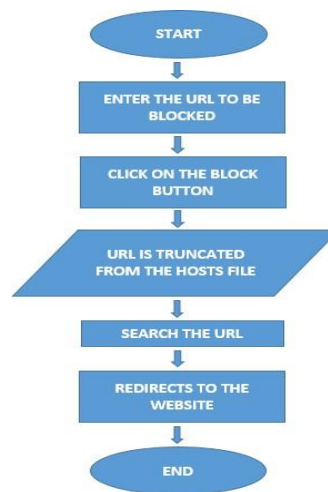 START
ENTER THE URL TO BE
BLOCKED
CLICK ON THE BLOCK
BUTTON
URL IS TRUNCATED
FROM THE HOSTS FILE
SEARCH THE URL
REDIRECTS TO THE
WEBSITE
END